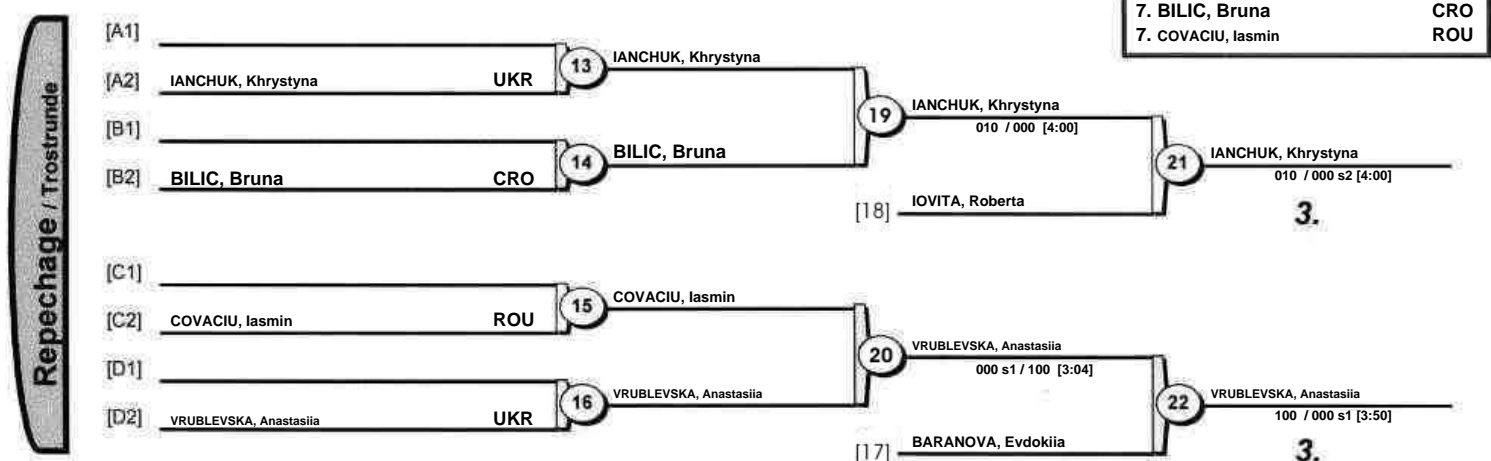 7. BILIC, Bruna CRO
7. COVACIU, Iasmin ROU
Repechage / Trostrunde
[A1]
[A2] IANCHUK, Khrystyna UKR
13 IANCHUK, Khrystyna
[B1]
[B2] BILIC, Bruna CRO
14 BILIC, Bruna
19 IANCHUK, Khrystyna
010 / 000 [4:00]
[18] IOVITA, Roberta
21 IANCHUK, Khrystyna
010 / 000 s2 [4:00]
3.
[C1]
[C2] COVACIU, Iasmin ROU
15 COVACIU, Iasmin
[D1]
[D2] VRUBLEVSKA, Anastasiia UKR
16 VRUBLEVSKA, Anastasiia
20 VRUBLEVSKA, Anastasiia
000 s1 / 100 [3:04]
[17] BARANOVA, Evdokiia
22 VRUBLEVSKA, Anastasiia
100 / 000 s1 [3:50]
3.